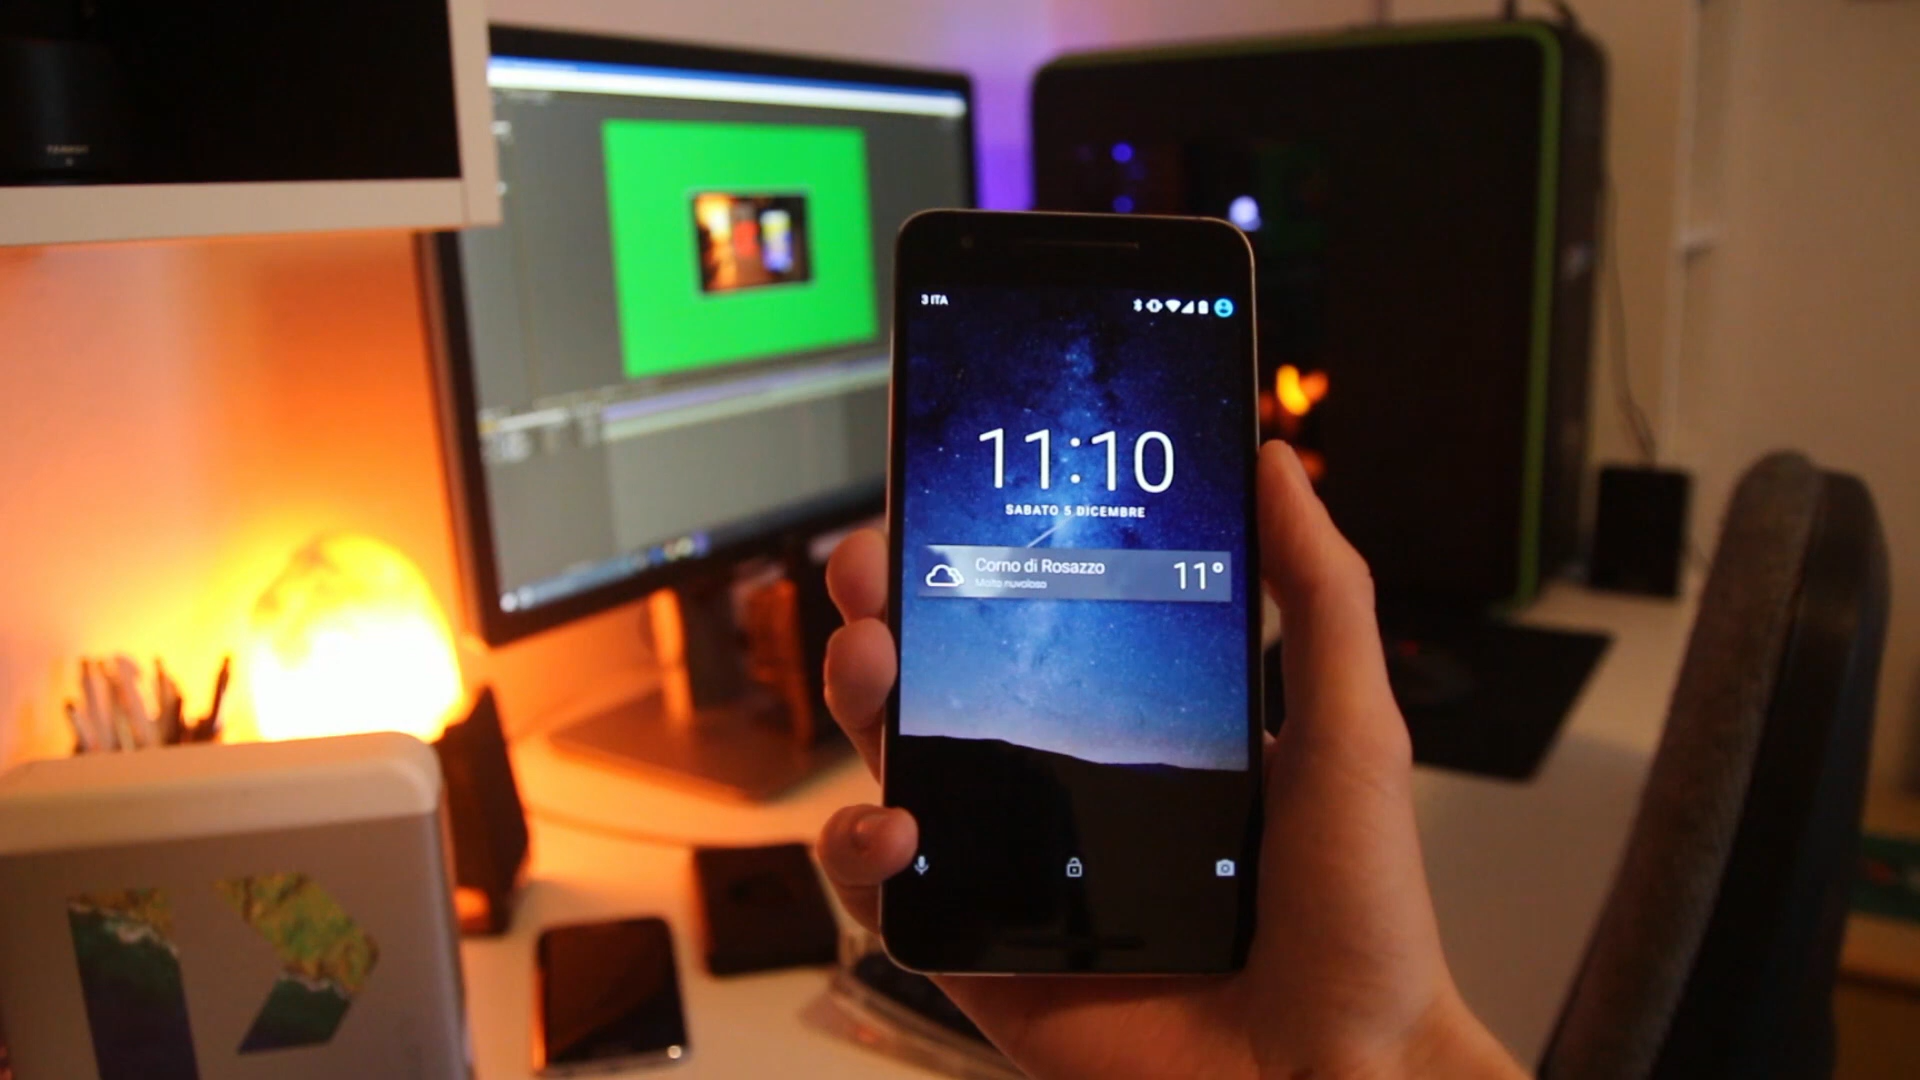 3 ITA
11:10
SABATO 5 DICEMBRE
Corno di Rosazzo
Molto nuvoloso
11°